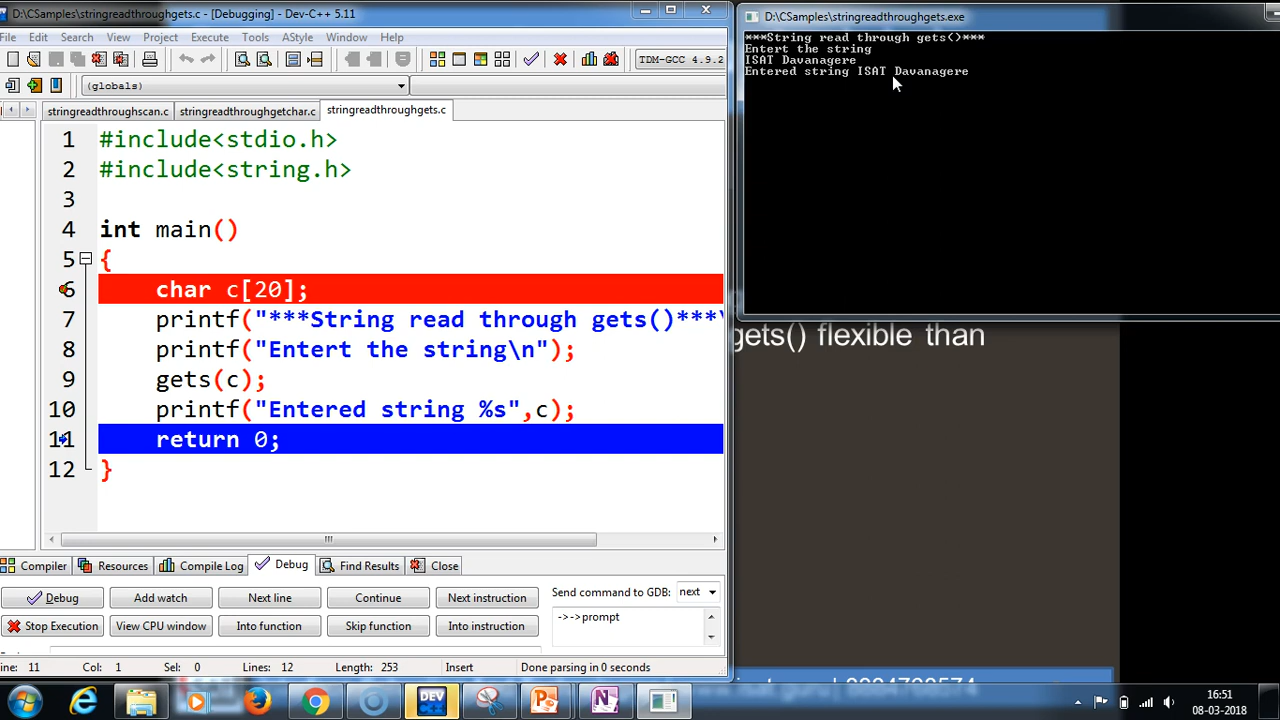 D:\CSamples\stringreadthroughgets.c - [Debugging] - Dev-C++ 5.11
File Edit Search View Project Execute Tools AStyle Window Help
TDM-GCC 4.9.2
(globals)
stringreadthroughscan.c stringreadthroughgetchar.c stringreadthroughgets.c
1 #include<stdio.h>
2 #include<string.h>
3
4 int main()
5 {
6 char c[20];
7 printf("***String read through gets()***\
8 printf("Entert the string\n");
9 gets(c);
10 printf("Entered string %s",c);
11 return 0;
12 }
Compiler Resources Compile Log Debug Find Results Close
Debug Add watch Next line Continue Next instruction
Send command to GDB: next
->->prompt
Stop Execution View CPU window Into function Skip function Into instruction
ine: 11 Col: 1 Sel: 0 Lines: 12 Length: 253 Insert Done parsing in 0 seconds
D:\CSamples\stringreadthroughgets.exe
***String read through gets()***
Entert the string
ISAT Davanagere
Entered string ISAT Davanagere
gets() flexible than
DEV
16:51
08-03-2018